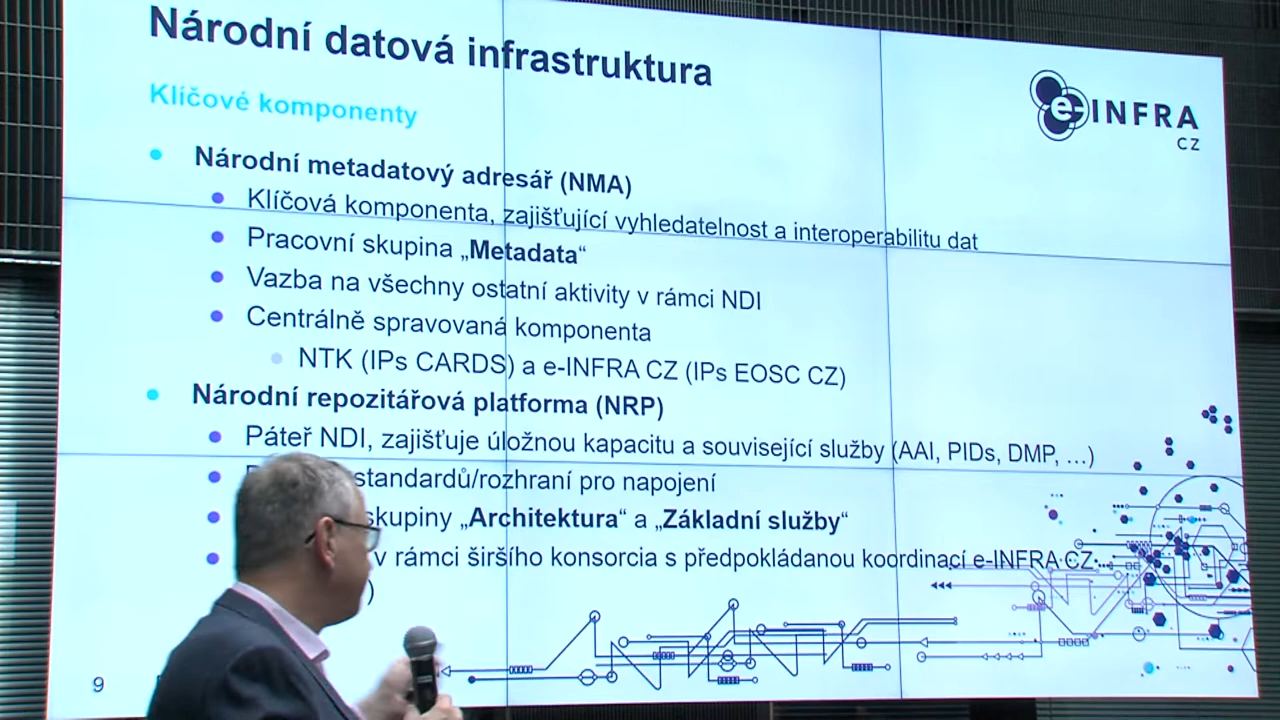 Národní datová infrastruktura
Klíčové komponenty
e-INFRA
CZ
Národní metadatový adresář (NMA)
Klíčová komponenta, zajišťující vyhledatelnost a interoperabilitu dat
Pracovní skupina „Metadata“
Vazba na všechny ostatní aktivity v rámci NDI
Centrálně spravovaná komponenta
NTK (IPs CARDS) a e-INFRA CZ (IPs EOSC CZ)
Národní repozitářová platforma (NRP)
Páteř NDI, zajišťuje úložnou kapacitu a související služby (AAI, PIDs, DMP, …)
standardů/rozhraní pro napojení
skupiny „Architektura“ a „Základní služby“
v rámci širšího konsorcia s předpokládanou koordinací e-INFRA CZ
)
9